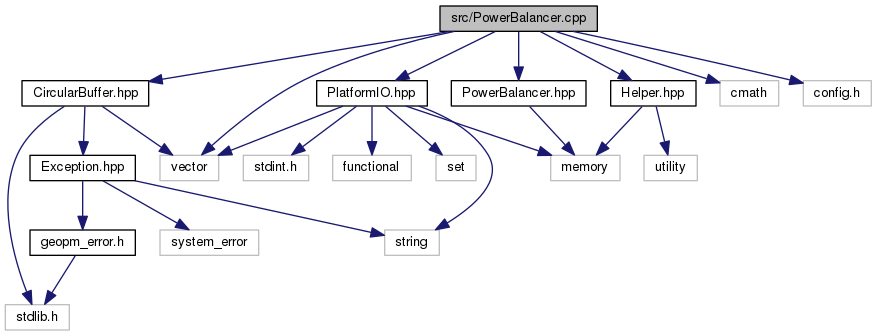 src/PowerBalancer.cpp
CircularBuffer.hpp
PlatformIO.hpp
PowerBalancer.hpp
Helper.hpp
cmath
config.h
Exception.hpp
vector
stdint.h
functional
set
memory
utility
geopm_error.h
system_error
string
stdlib.h